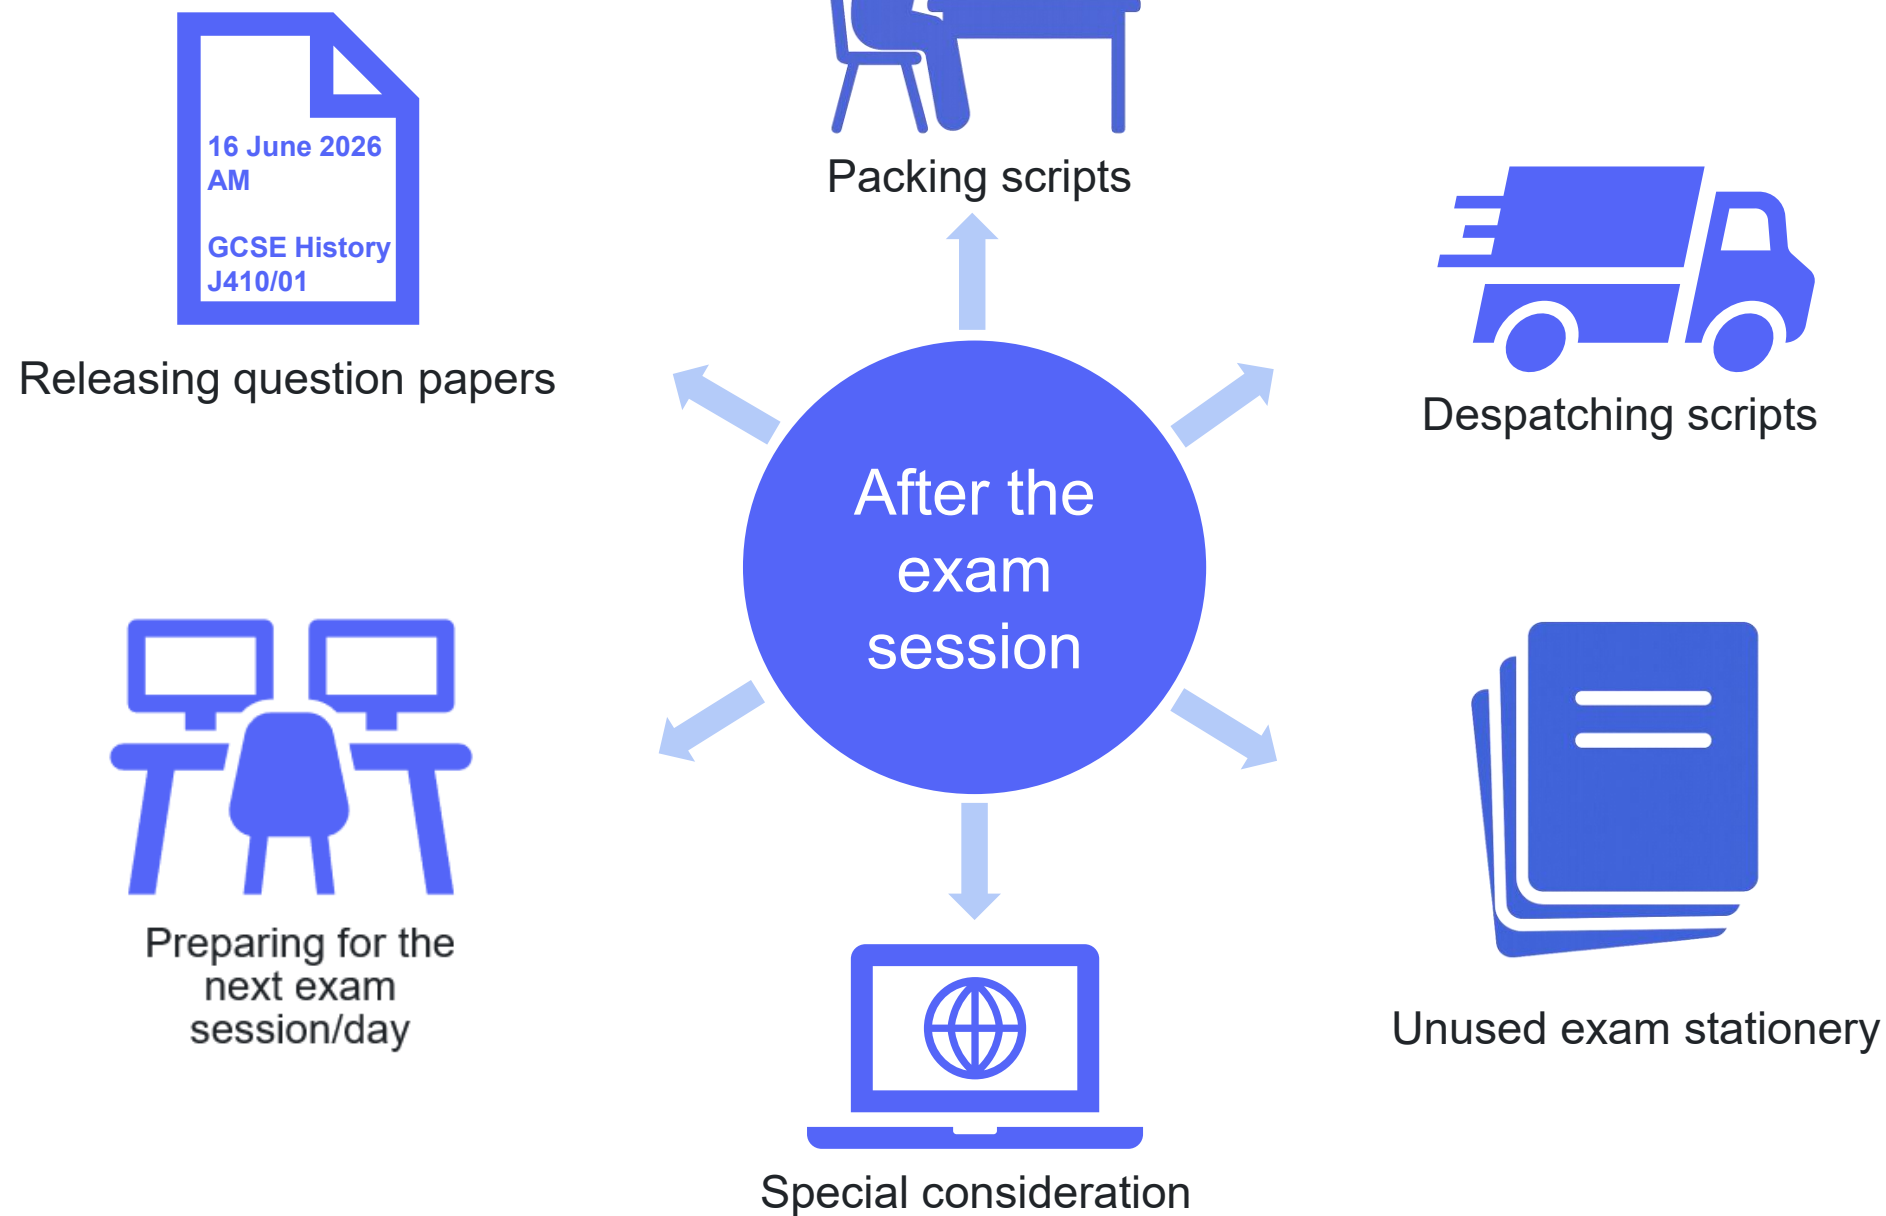 16 June 2026
AM
GCSE History
J410/01
Releasing question papers
Packing scripts
Despatching scripts
After the
exam
session
Preparing for the
next exam
session/day
Unused exam stationery
Special consideration